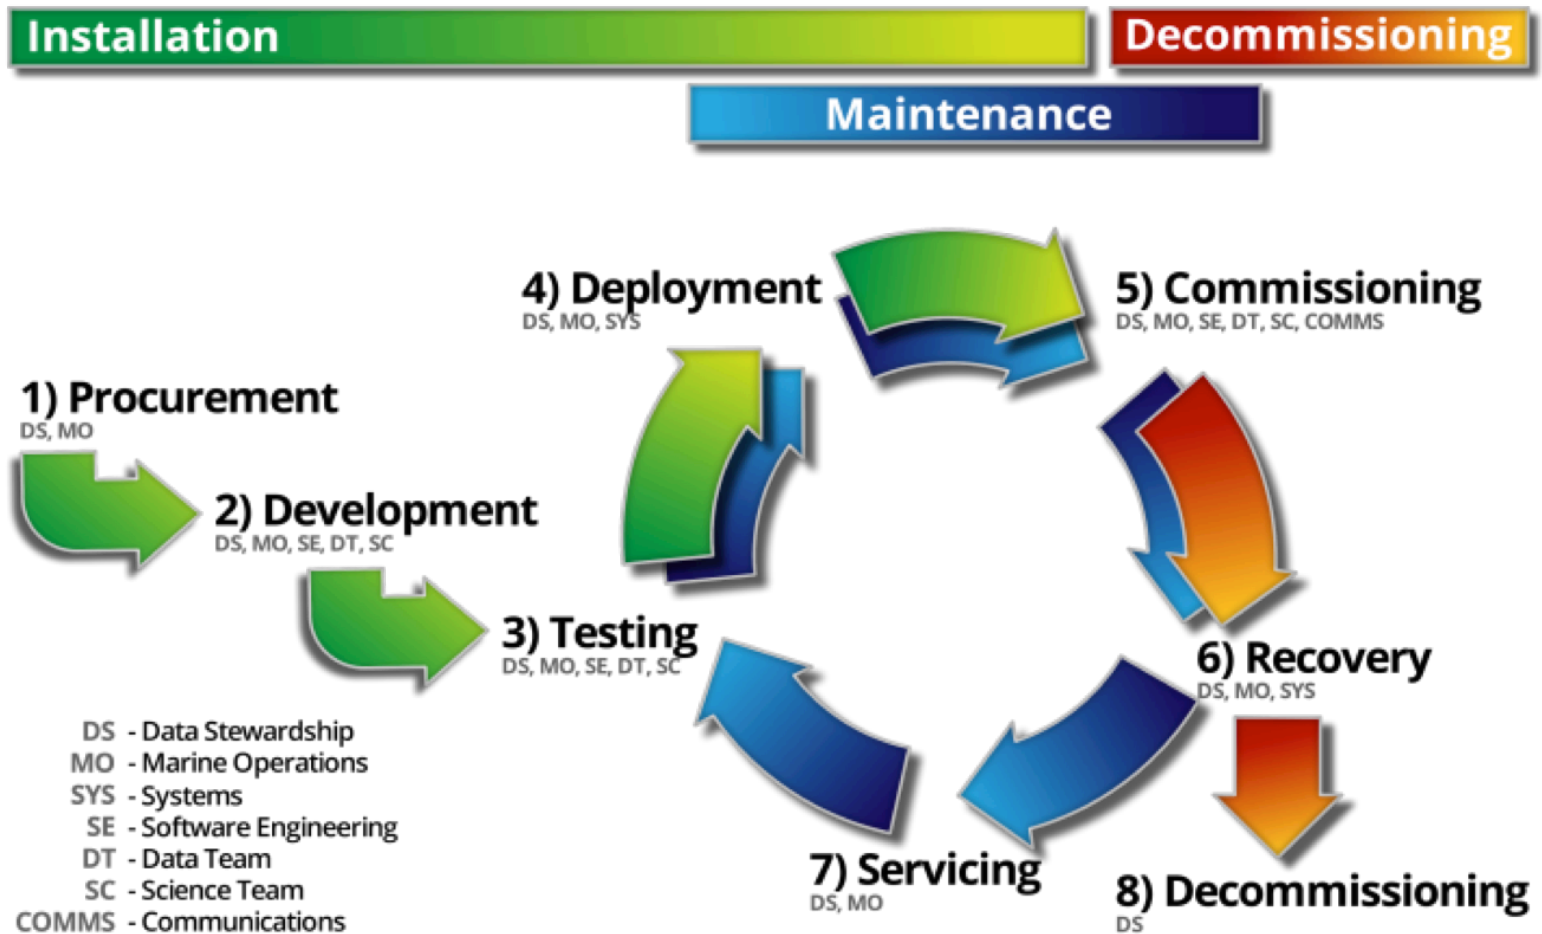 Installation
Decommissioning
Maintenance
4) Deployment
DS, MO, SYS
5) Commissioning
DS, MO, SE, DT, SC, COMMS
1) Procurement
DS, MO
2) Development
DS, MO, SE, DT, SC
3) Testing
DS, MO, SE, DT, SC
6) Recovery
DS, MO, SYS
7) Servicing
DS, MO
8) Decommissioning
DS
DS - Data Stewardship
MO - Marine Operations
SYS - Systems
SE - Software Engineering
DT - Data Team
SC - Science Team
COMMS - Communications